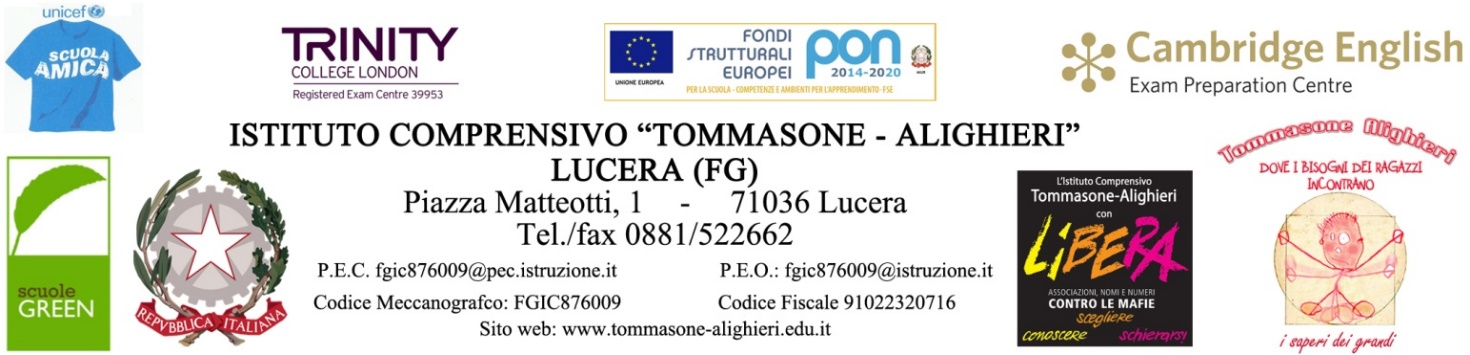 unicef
SCUOLA
AMICA
TRINITY
COLLEGE LONDON
Registered Exam Centre 39953
UNIONE EUROPEA
FONDI
STRUTTURALI
EUROPEI
pon
2014-2020
MIUR
PER LA SCUOLA - COMPETENZE E AMBIENTI PER L'APPRENDIMENTO - FSE
Cambridge English
Exam Preparation Centre
ISTITUTO COMPRENSIVO “TOMMASONE - ALIGHIERI”
LUCERA (FG)
Piazza Matteotti, 1 - 71036 Lucera
Tel./fax 0881/522662
P.E.C. fgic876009@pec.istruzione.it P.E.O.: fgic876009@istruzione.it
Codice Meccanografco: FGIC876009 Codice Fiscale 91022320716
Sito web: www.tommasone-alighieri.edu.it
scuole
GREEN
REPVBBLICA ITALIANA
L'Istituto Comprensivo
Tommasone-Alighieri
con
LiBERA
ASSOCIAZIONI, NOMI E NUMERI
CONTRO LE MAFIE
scegliere
conoscere schierarsi
Tommasone Alighieri
DOVE I BISOGNI DEI RAGAZZI
INCONTRANO
i saperi dei grandi